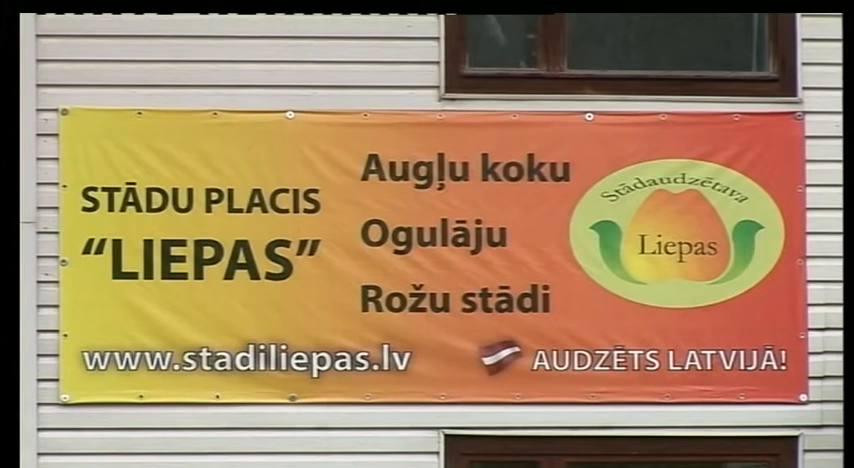 STĀDU PLACIS
“LIEPAS”
Augļu koku
Ogulāju
Rožu stādi
Stādaudzētava
Liepas
www.stadiliepas.lv
AUDZĒTS LATVIJĀ!